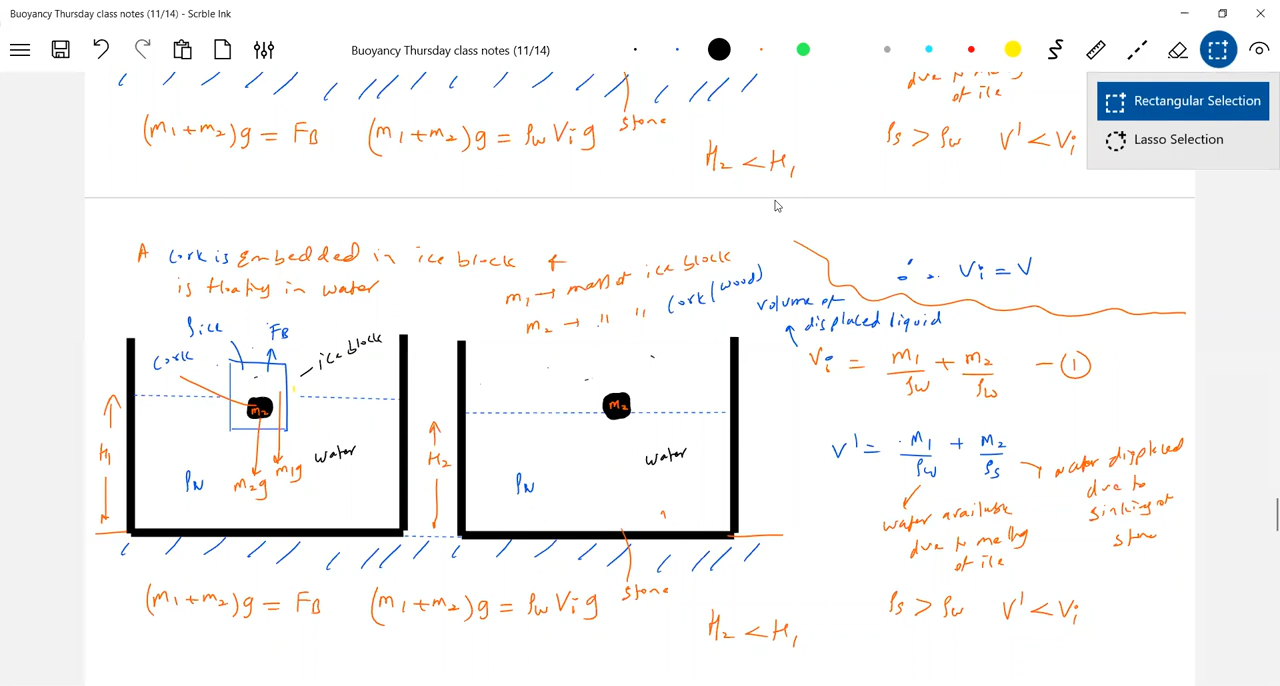 Buoyancy Thursday class notes (11/14) - Scrble Ink
Buoyancy Thursday class notes (11/14)
Rectangular Selection
Lasso Selection
of ice
stone
(m₁+m₂)g = FB (m₁+m₂)g = ρw Vi g
H₂ < H₁
ρs > ρw V' < Vi
A cork is embedded in ice block &
is floating in water
m₁ → mass of ice block
m₂ → " " cork/(wood)
∴ Vi = V
volume of
displaced liquid
Vi = m₁/ρw + m₂/ρw — ①
ρice
FB
cork
ice block
m₂
H₁
water
ρw
m₂g
m₁g
m₂
H₂
water
ρw
V' = m₁/ρw + m₂/ρs
water available
due to melting
of ice
water displaced
due to
sinking of
stone
stone
(m₁+m₂)g = FB (m₁+m₂)g = ρw Vi g
H₂ < H₁
ρs > ρw V' < Vi